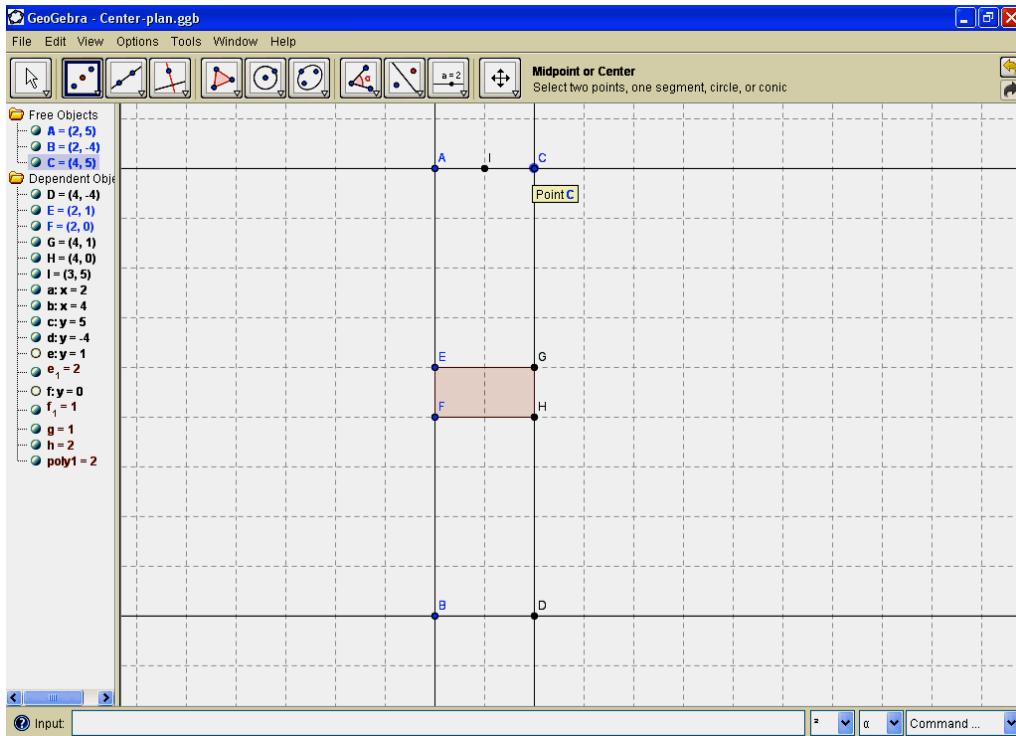 GeoGebra - Center-plan.ggb
File Edit View Options Tools Window Help
a=2
α
Midpoint or Center
Select two points, one segment, circle, or conic
Free Objects
A = (2, 5)
B = (2, -4)
C = (4, 5)
Dependent Obje
D = (4, -4)
E = (2, 1)
F = (2, 0)
G = (4, 1)
H = (4, 0)
I = (3, 5)
a: x = 2
b: x = 4
c: y = 5
d: y = -4
e: y = 1
e₁ = 2
f: y = 0
f₁ = 1
g = 1
h = 2
poly1 = 2
A I C
Point C
E G
F H
B D
Input: ² α Command ...